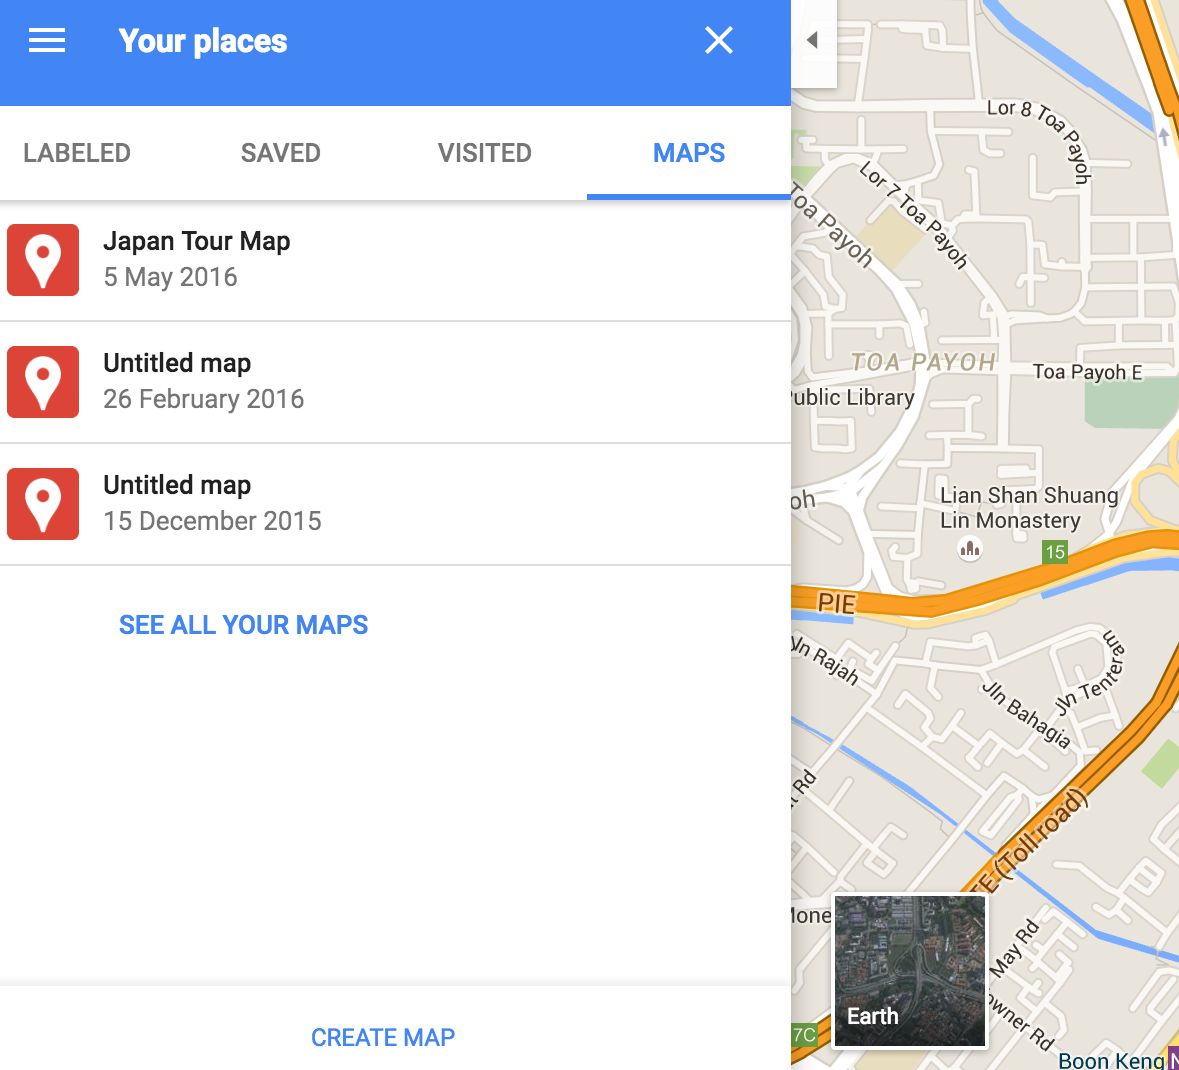 Your places
LABELED
SAVED
VISITED
MAPS
Japan Tour Map
5 May 2016
Untitled map
26 February 2016
Untitled map
15 December 2015
SEE ALL YOUR MAPS
CREATE MAP
Lor 8 Toa Payoh
Lor 7 Toa Payoh
Toa Payoh
TOA PAYOH
Toa Payoh E
Public Library
oh
Lian Shan Shuang
Lin Monastery
15
PIE
Jln Rajah
Jln Tenteram
Jln Bahagia
Rd
(Toll road)
May Rd
owner Rd
Earth
7C
Boon Keng
N